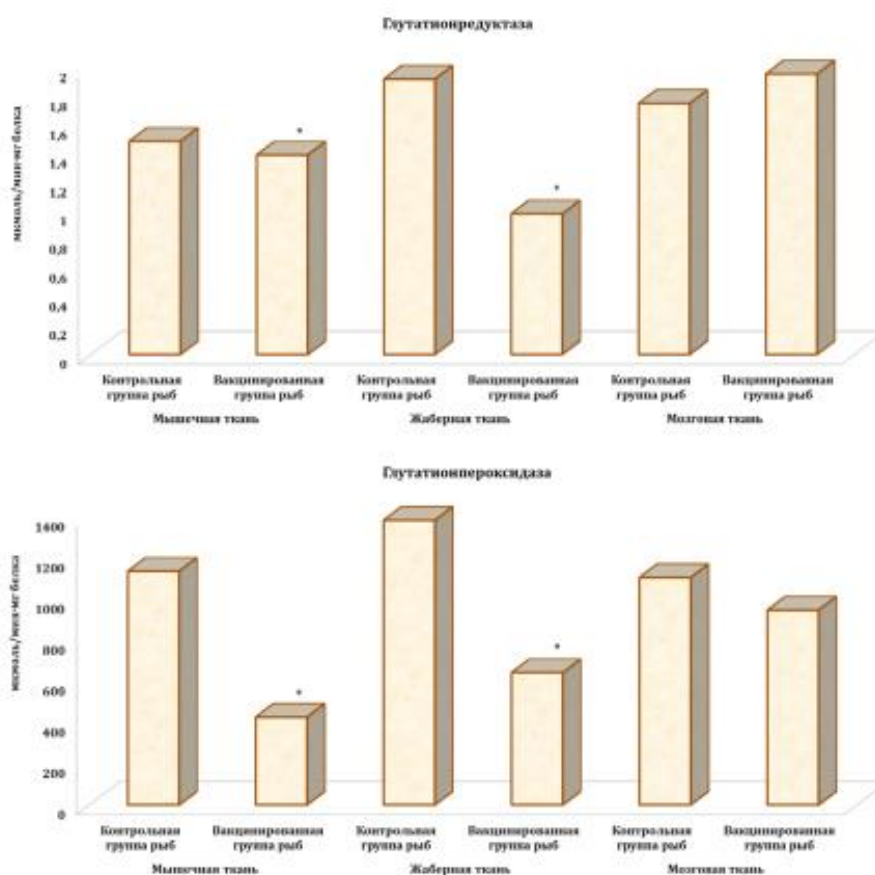 Глутатионредуктаза
мкмоль/мин·мг белка
2
1,8
1,6
1,4
1,2
1
0,8
0,6
0,4
0,2
0
*
*
Контрольная Вакцинированная Контрольная Вакцинированная Контрольная Вакцинированная
группа рыб группа рыб группа рыб группа рыб группа рыб группа рыб
Мышечная ткань Жаберная ткань Мозговая ткань
Глутатионпероксидаза
мкмоль/мин·мг белка
1400
1200
1000
800
600
400
200
0
*
*
Контрольная Вакцинированная Контрольная Вакцинированная Контрольная Вакцинированная
группа рыб группа рыб группа рыб группа рыб группа рыб группа рыб
Мышечная ткань Жаберная ткань Мозговая ткань